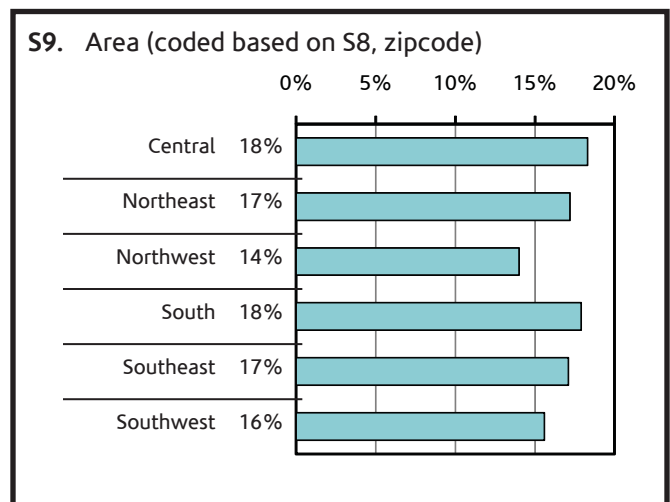 S9. Area (coded based on S8, zipcode)
0% 5% 10% 15% 20%
Central 18%
Northeast 17%
Northwest 14%
South 18%
Southeast 17%
Southwest 16%